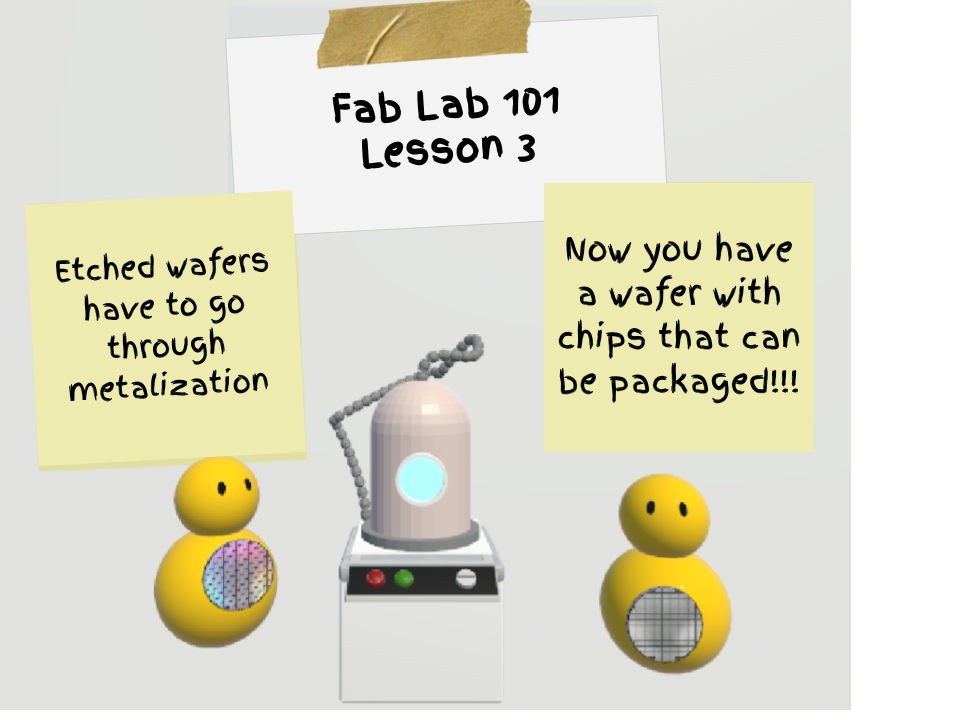 Fab Lab 101
Lesson 3
Etched wafers
have to go
through
metalization
Now you have
a wafer with
chips that can
be packaged!!!